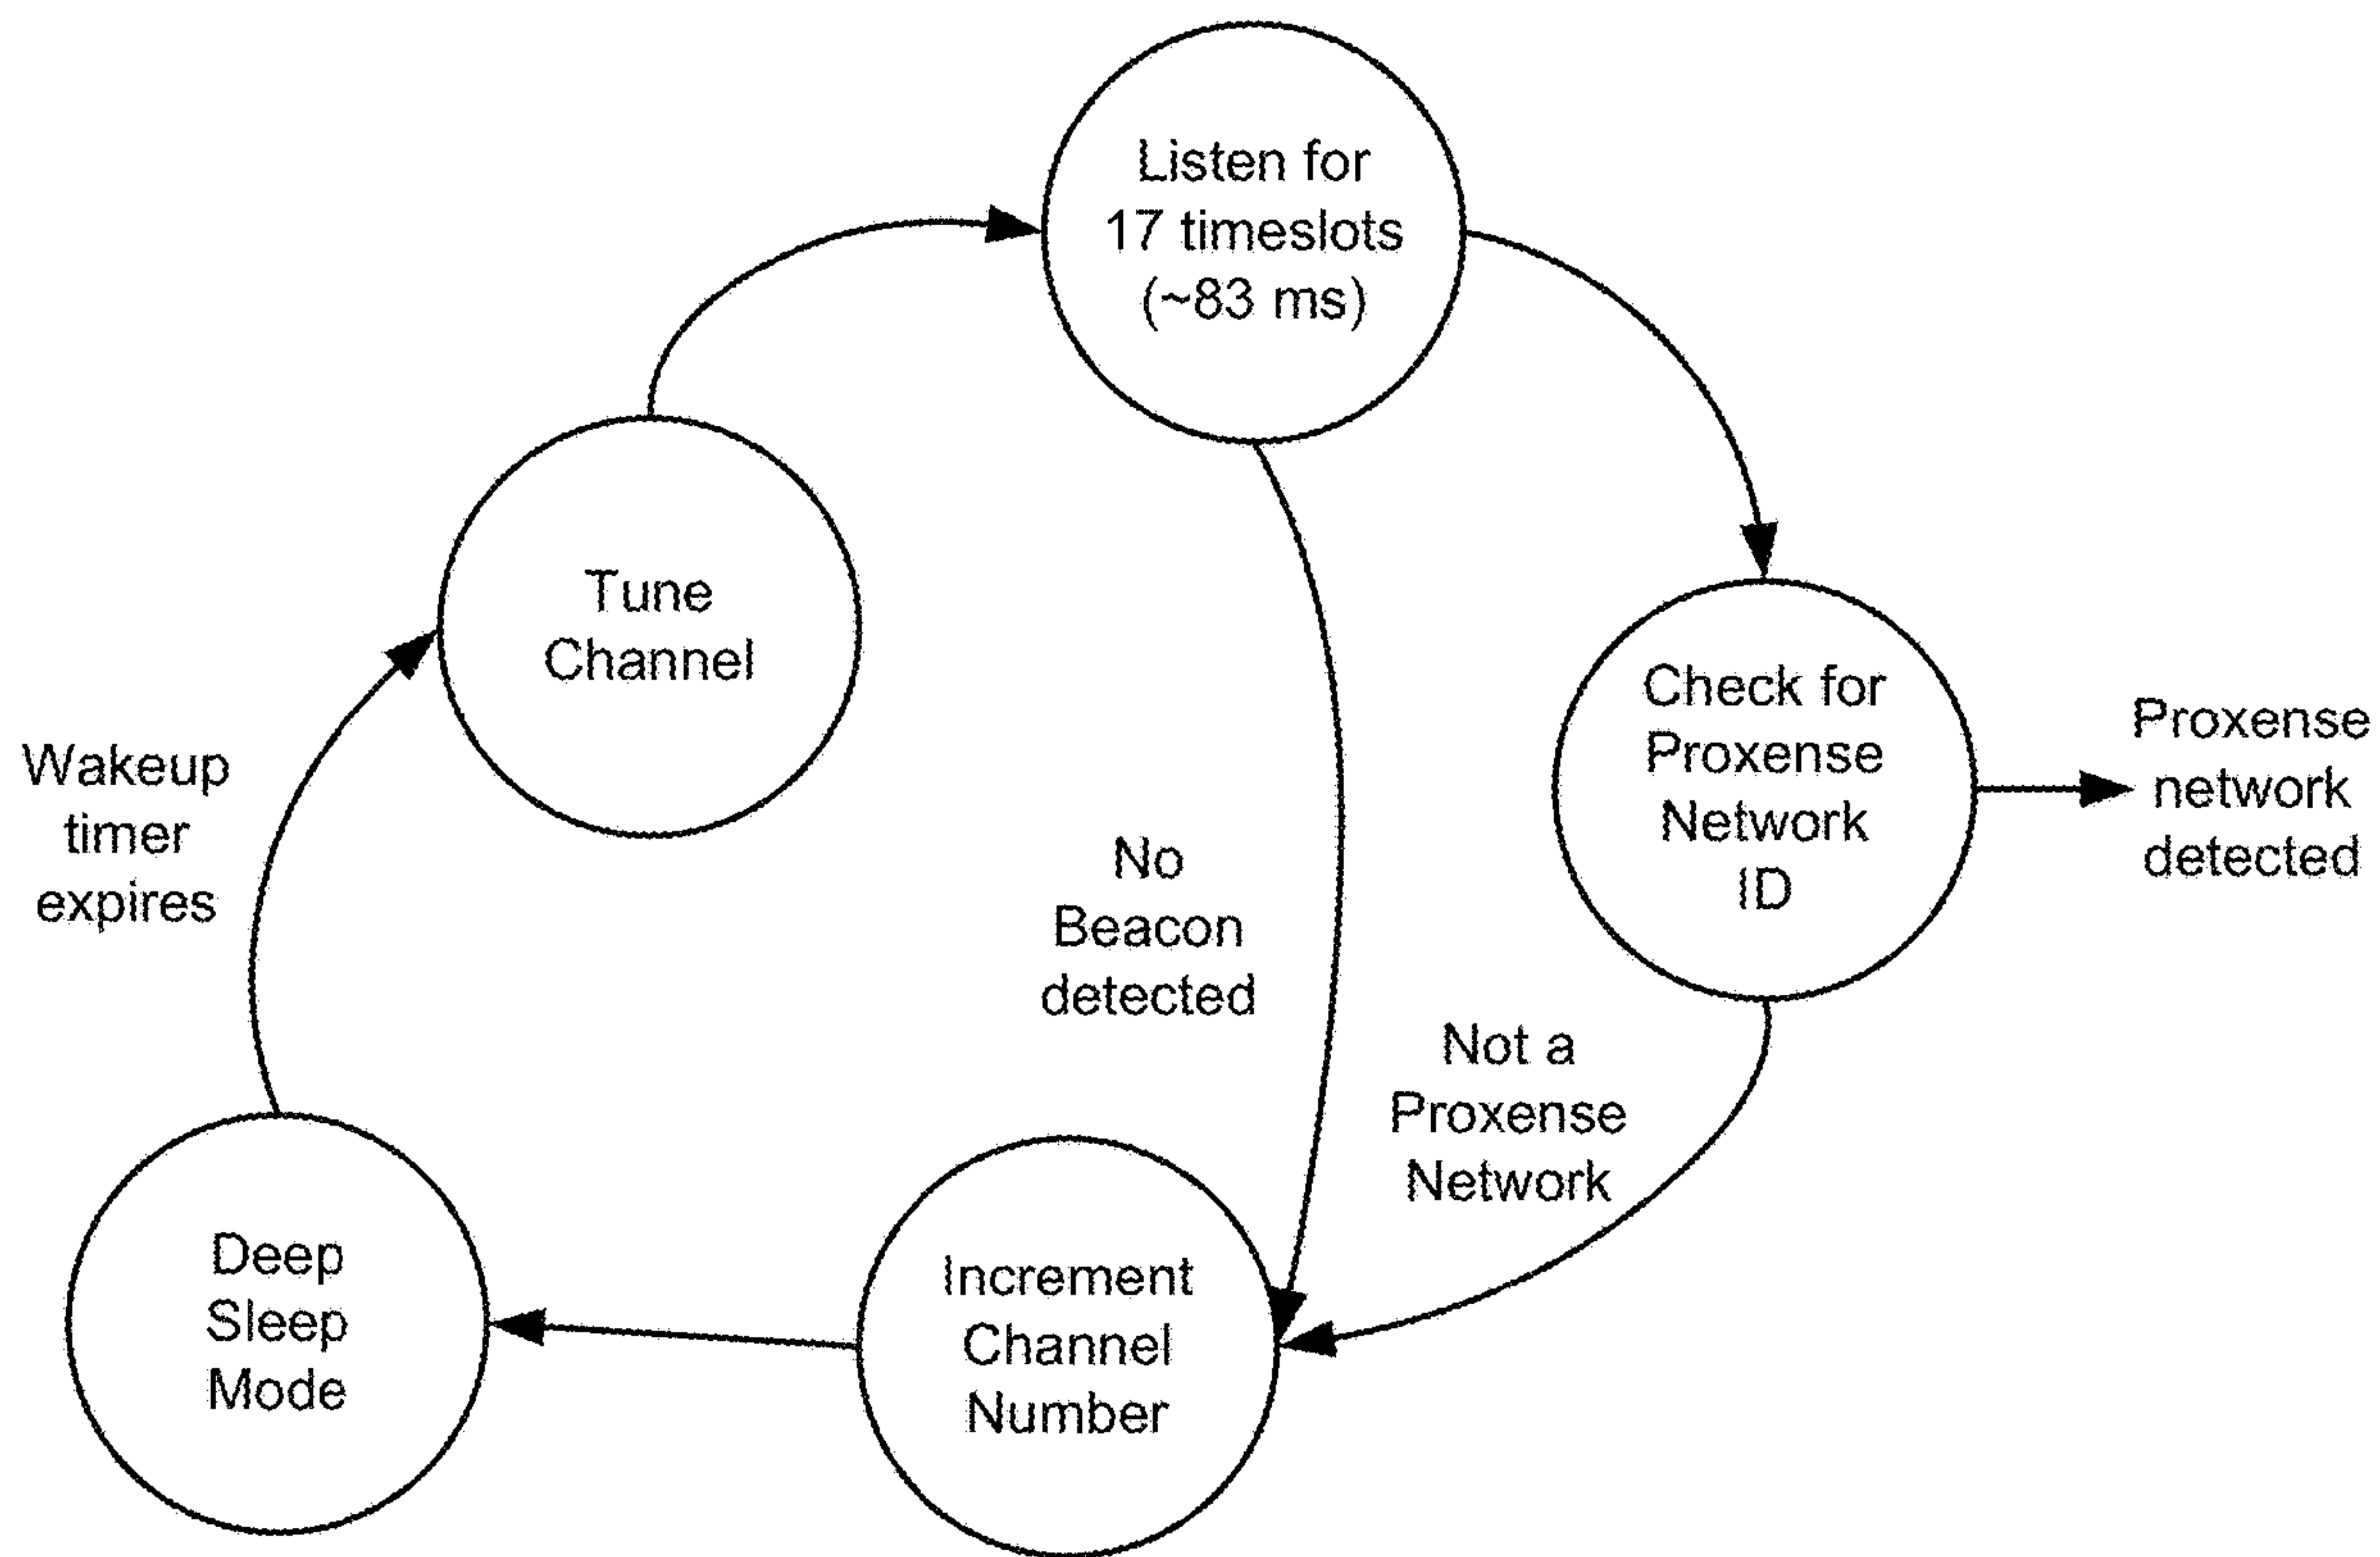 Listen for
17 timeslots
(~83 ms)
Tune
Channel
Check for
Proxense
Network
ID
Proxense
network
detected
Wakeup
timer
expires
No
Beacon
detected
Not a
Proxense
Network
Deep
Sleep
Mode
Increment
Channel
Number